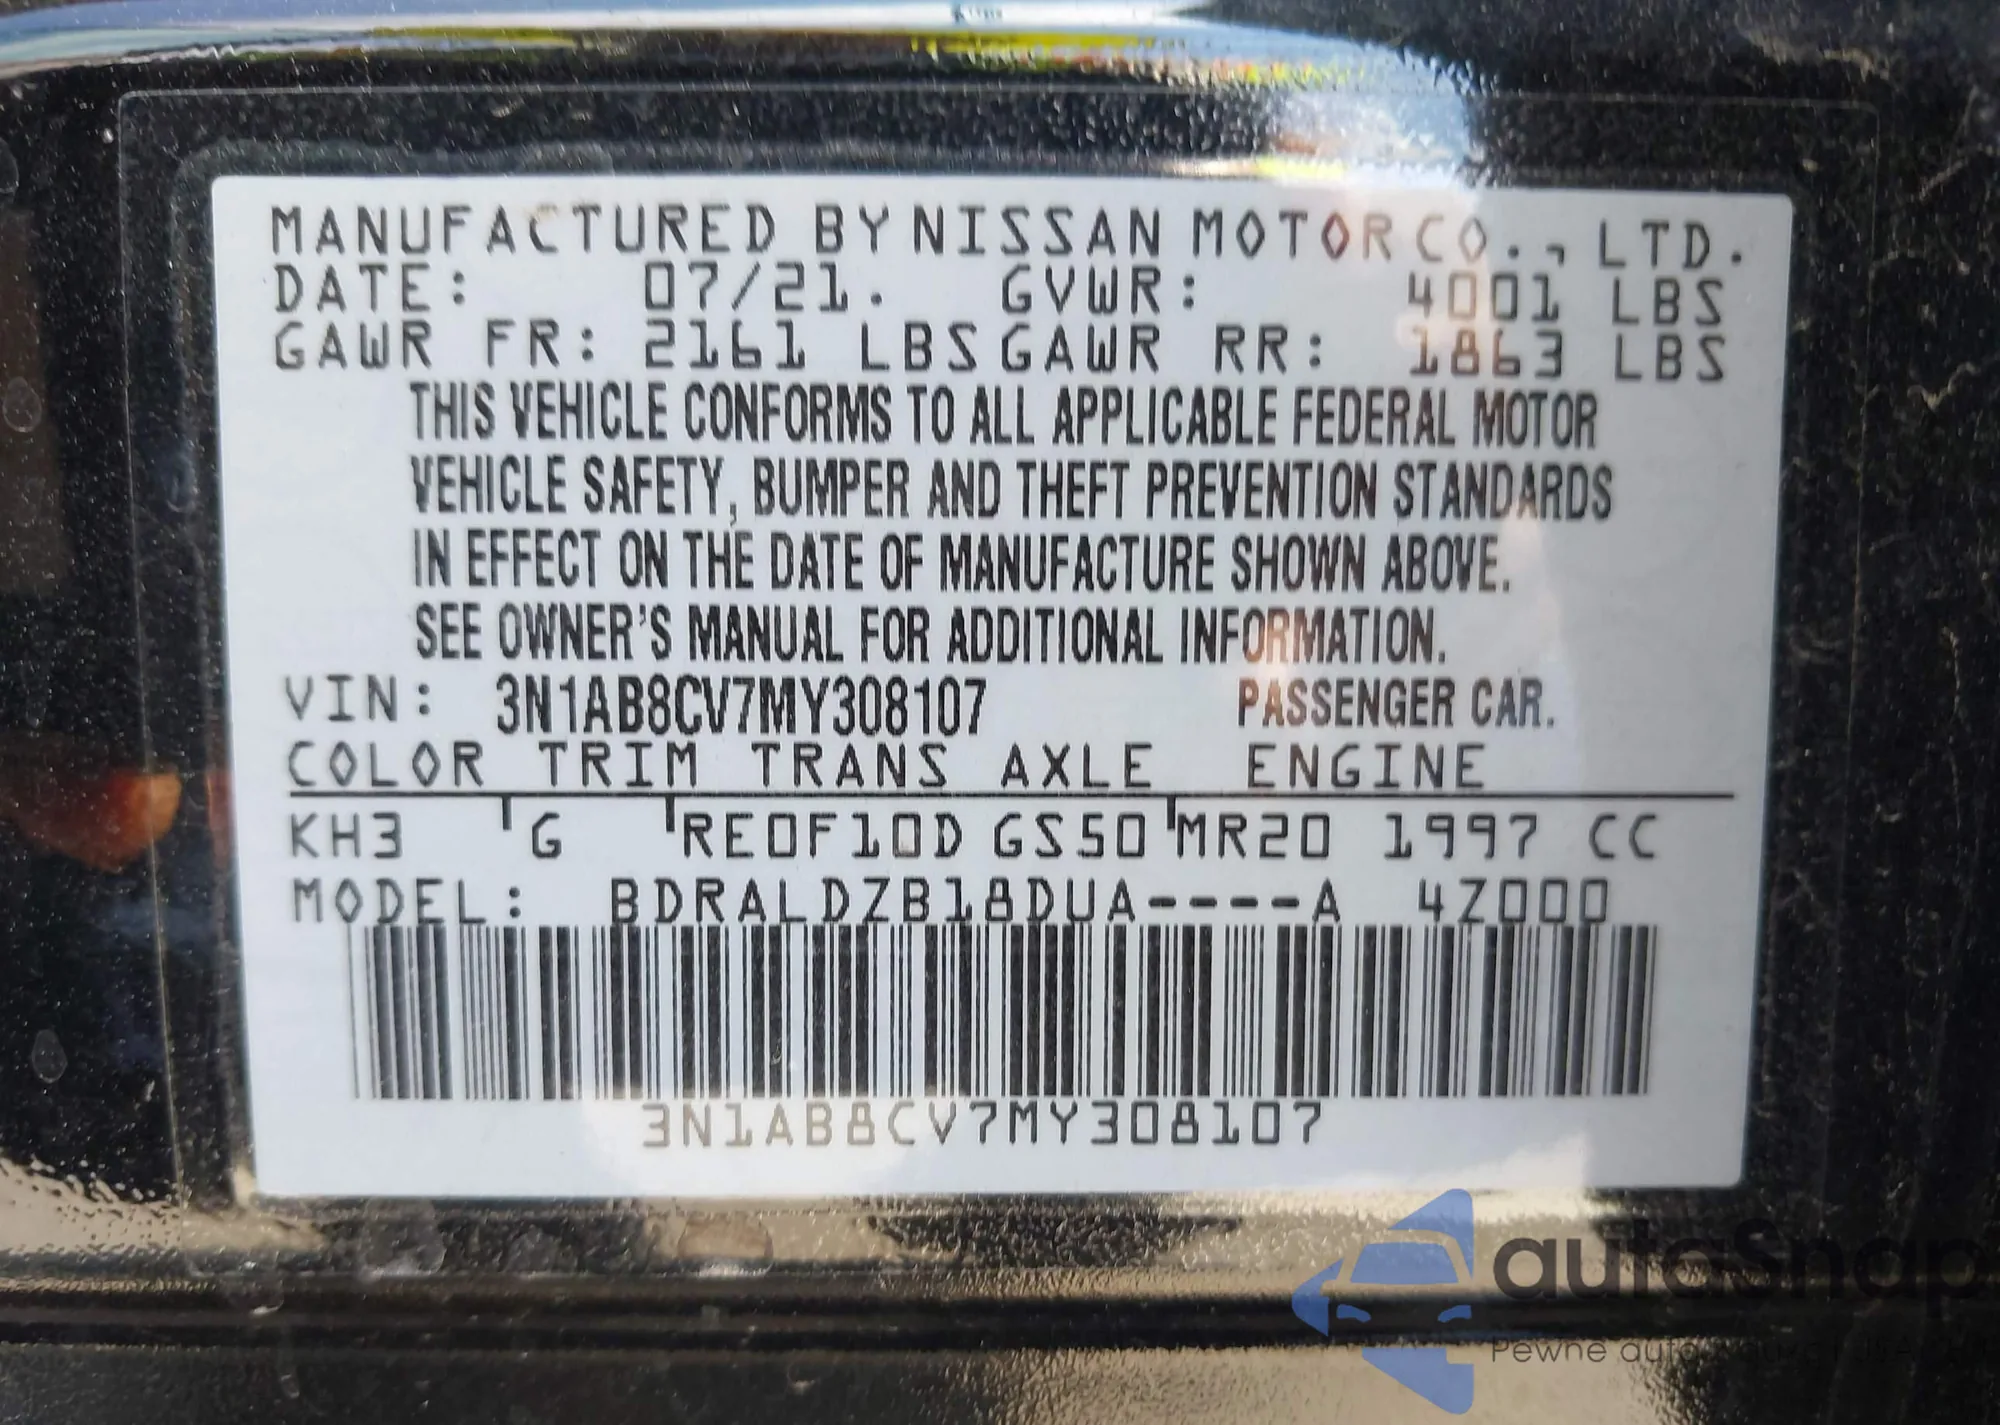 MANUFACTURED BY NISSAN MOTOR CO., LTD.
DATE: 07/21. GVWR: 4001 LBS
GAWR FR: 2161 LBS GAWR RR: 1863 LBS
THIS VEHICLE CONFORMS TO ALL APPLICABLE FEDERAL MOTOR
VEHICLE SAFETY, BUMPER AND THEFT PREVENTION STANDARDS
IN EFFECT ON THE DATE OF MANUFACTURE SHOWN ABOVE.
SEE OWNER'S MANUAL FOR ADDITIONAL INFORMATION.
VIN: 3N1AB8CV7MY308107 PASSENGER CAR.
COLOR TRIM TRANS AXLE ENGINE
KH3 G RE0F10D GS50 MR20 1997 CC
MODEL: BDRALDZB18DUA----A 4Z000
3N1AB8CV7MY308107
autoSnap
Pewne auto